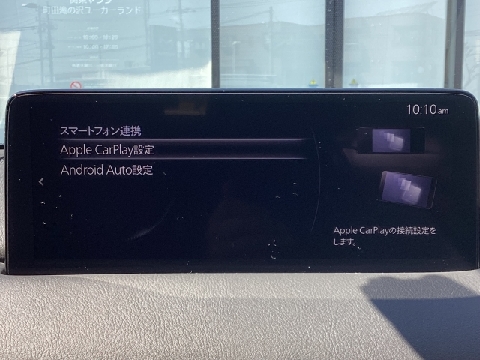 10:10 am
スマートフォン連携
Apple CarPlay設定
Android Auto設定
Apple CarPlayの接続設定を
します。